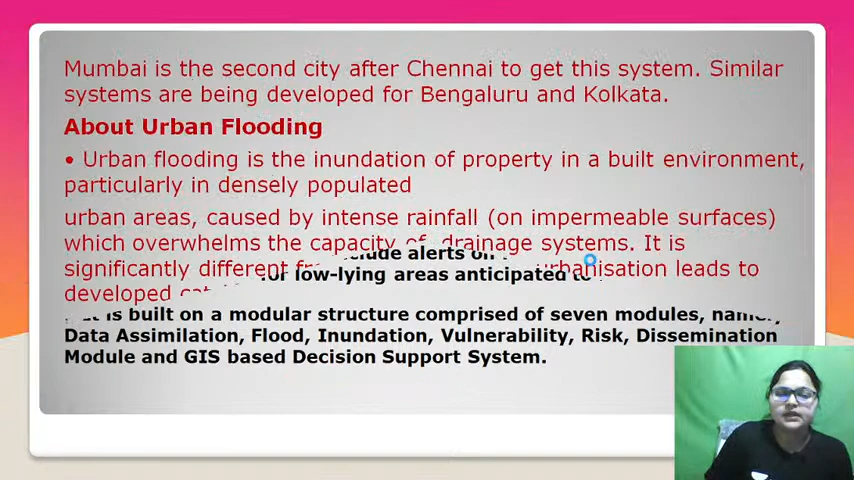 Mumbai is the second city after Chennai to get this system. Similar
systems are being developed for Bengaluru and Kolkata.
About Urban Flooding
• Urban flooding is the inundation of property in a built environment,
particularly in densely populated
urban areas, caused by intense rainfall (on impermeable surfaces)
which overwhelms the capacity of drainage systems. It is
alerts on
significantly different urbanisation leads to
for low-lying areas anticipated to
developed
is built on a modular structure comprised of seven modules,
Data Assimilation, Flood, Inundation, Vulnerability, Risk, Dissemination
Module and GIS based Decision Support System.